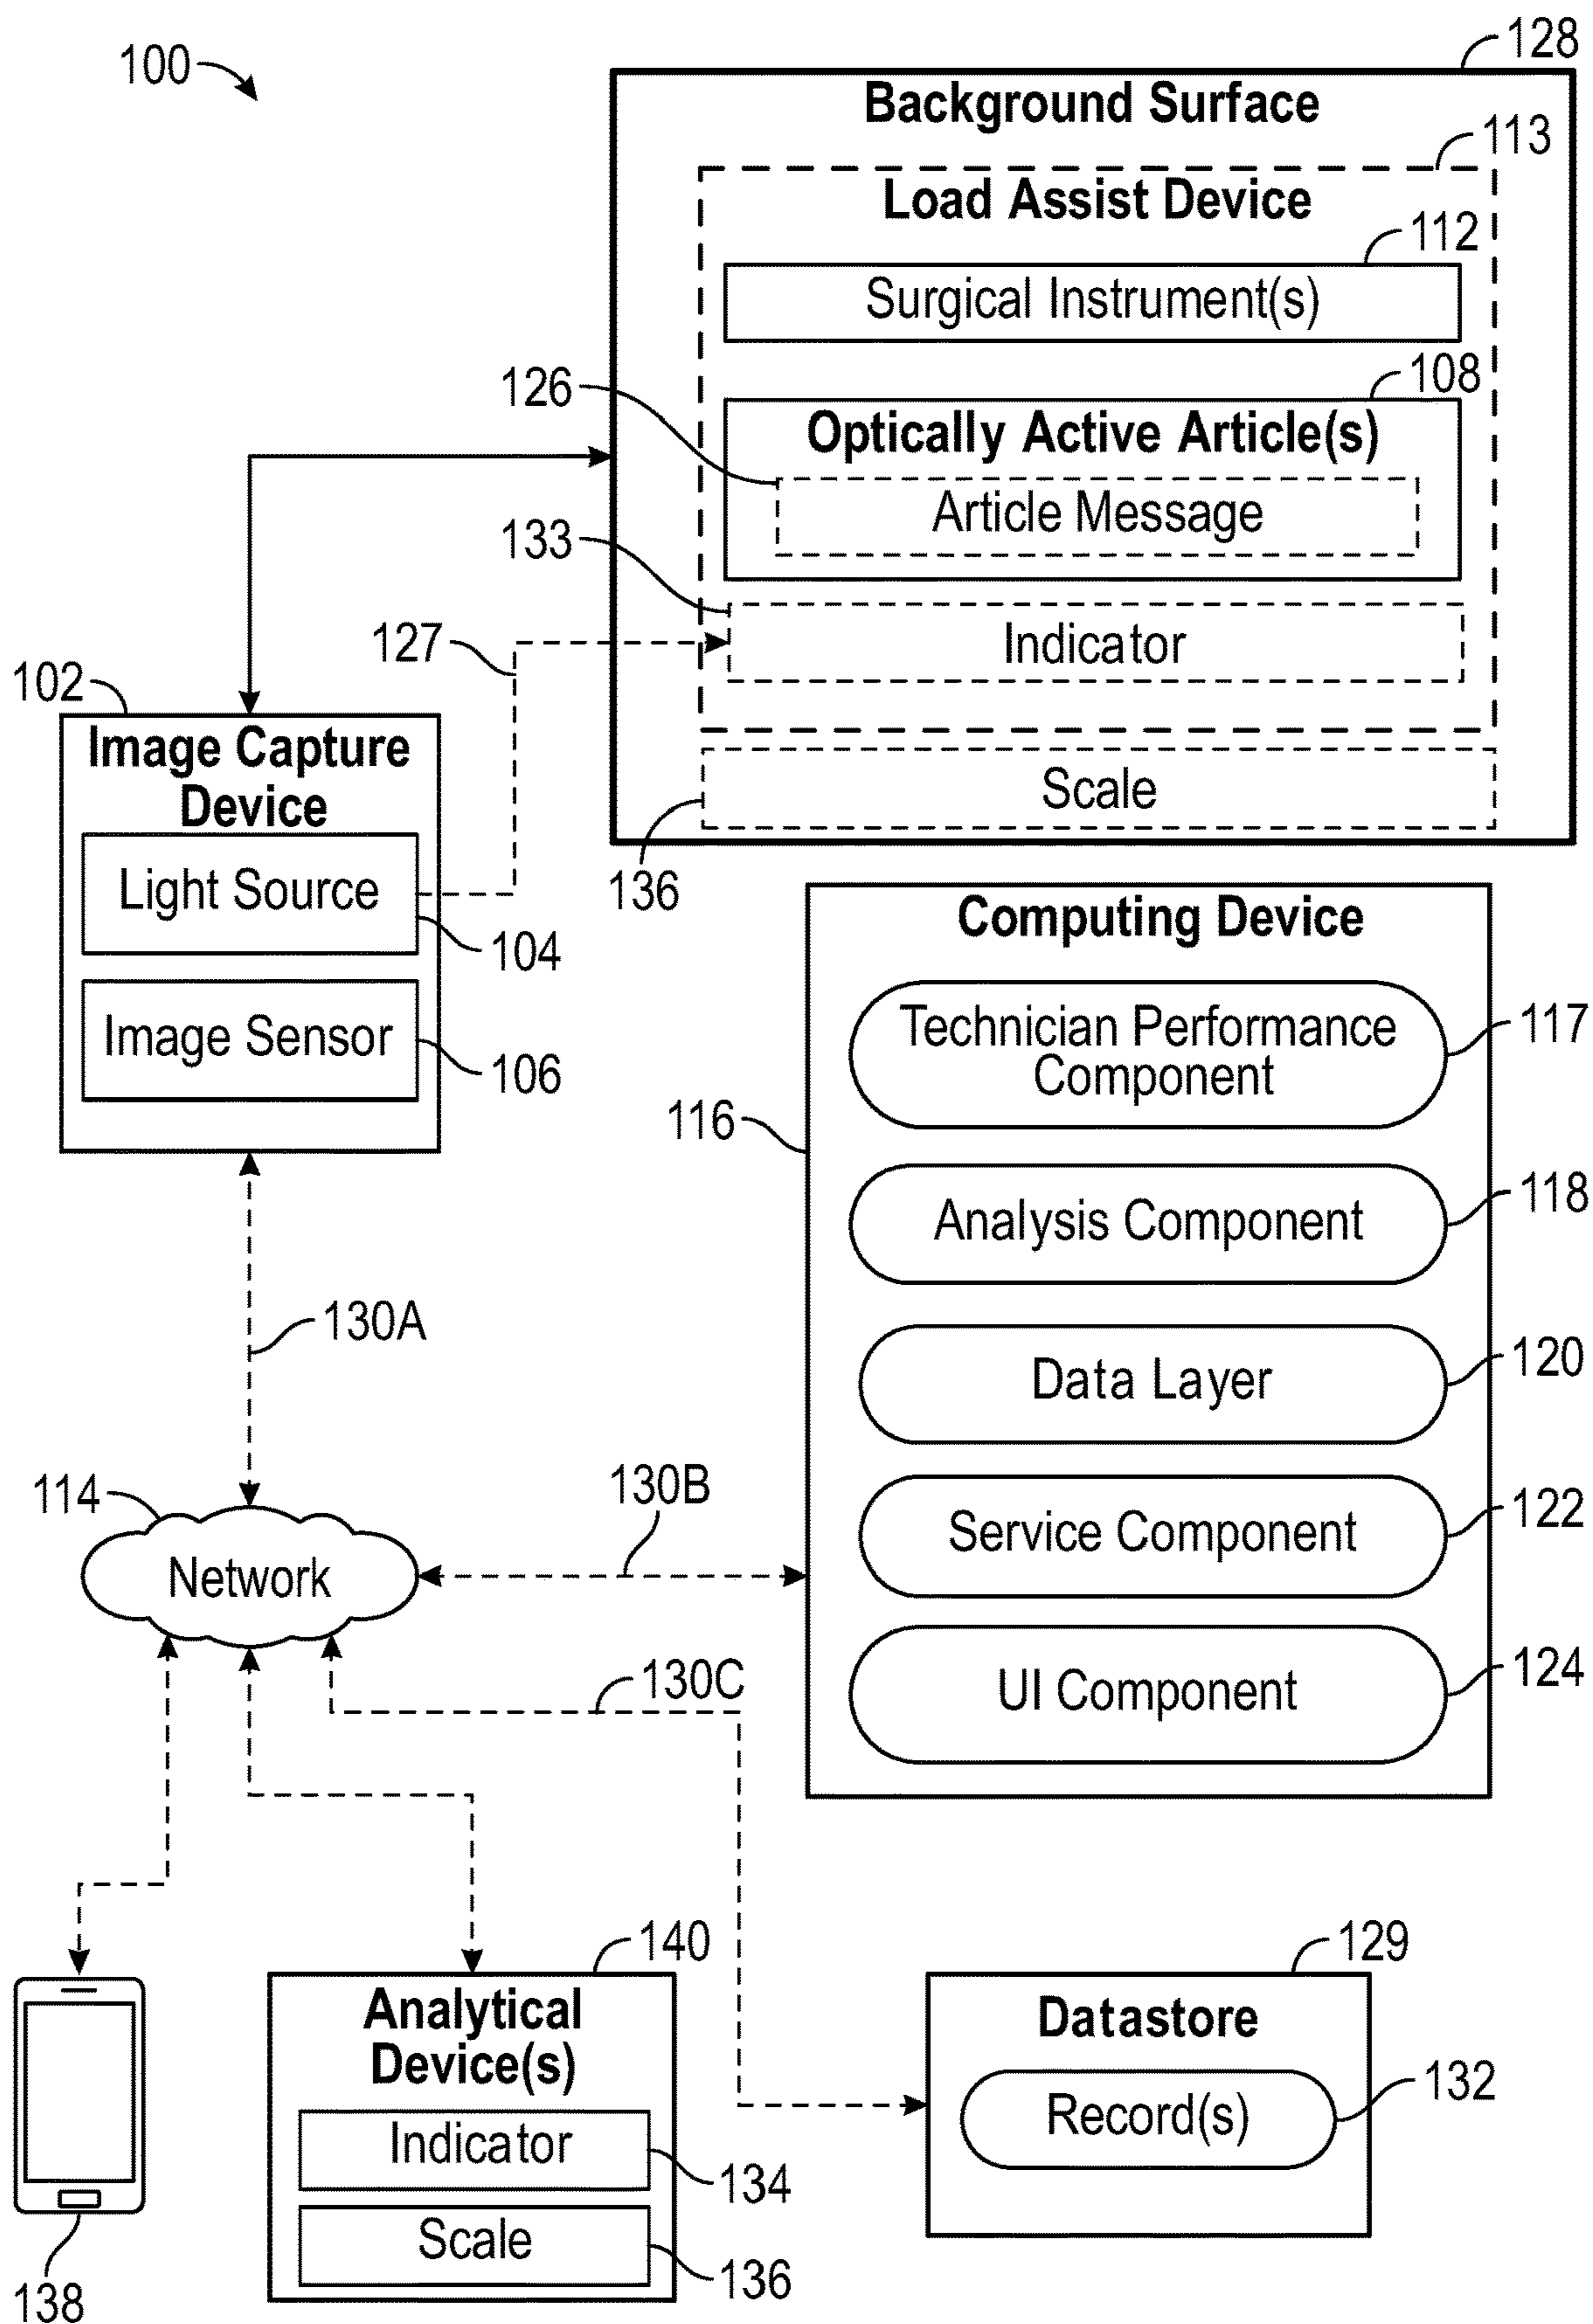 100
128
Background Surface
113
Load Assist Device
112
Surgical Instrument(s)
108
126
Optically Active Article(s)
Article Message
133
Indicator
127
102
Image Capture
Device
Scale
136
Light Source
104
Image Sensor
106
Computing Device
Technician Performance
Component
117
116
Analysis Component
118
130A
Data Layer
120
114
Network
130B
Service Component
122
130C
UI Component
124
140
Analytical
Device(s)
Indicator
134
Scale
136
138
129
Datastore
Record(s)
132